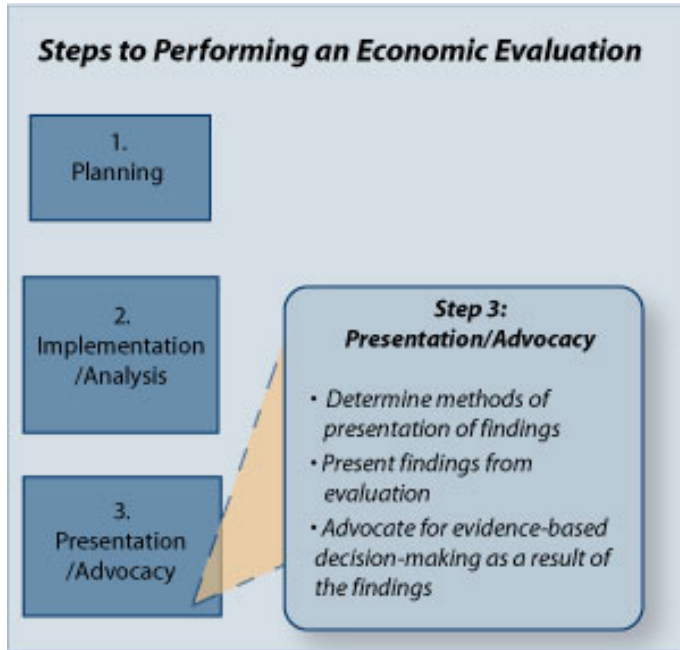 Steps to Performing an Economic Evaluation
1.
Planning
2.
Implementation
/Analysis
3.
Presentation
/Advocacy
Step 3:
Presentation/Advocacy
• Determine methods of
presentation of findings
• Present findings from
evaluation
• Advocate for evidence-based
decision-making as a result of
the findings